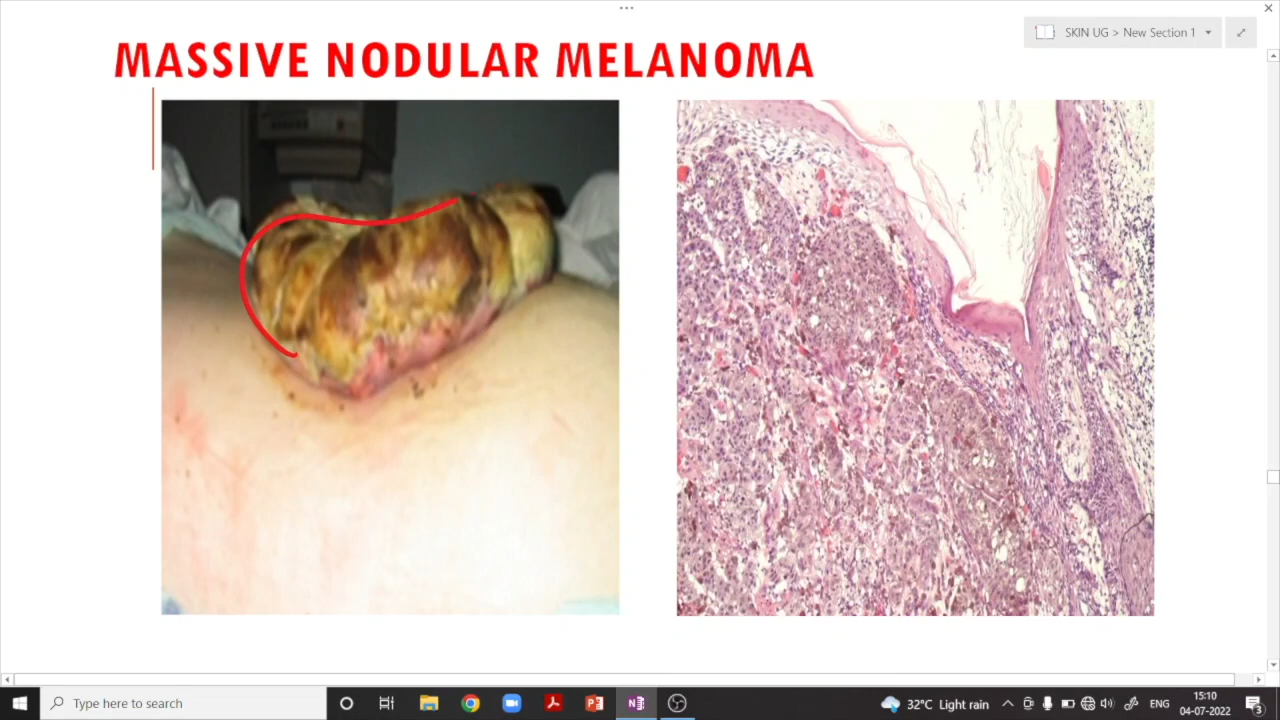 MASSIVE NODULAR MELANOMA
SKIN UG > New Section 1
Type here to search
32°C Light rain
ENG
15:10
04-07-2022
3